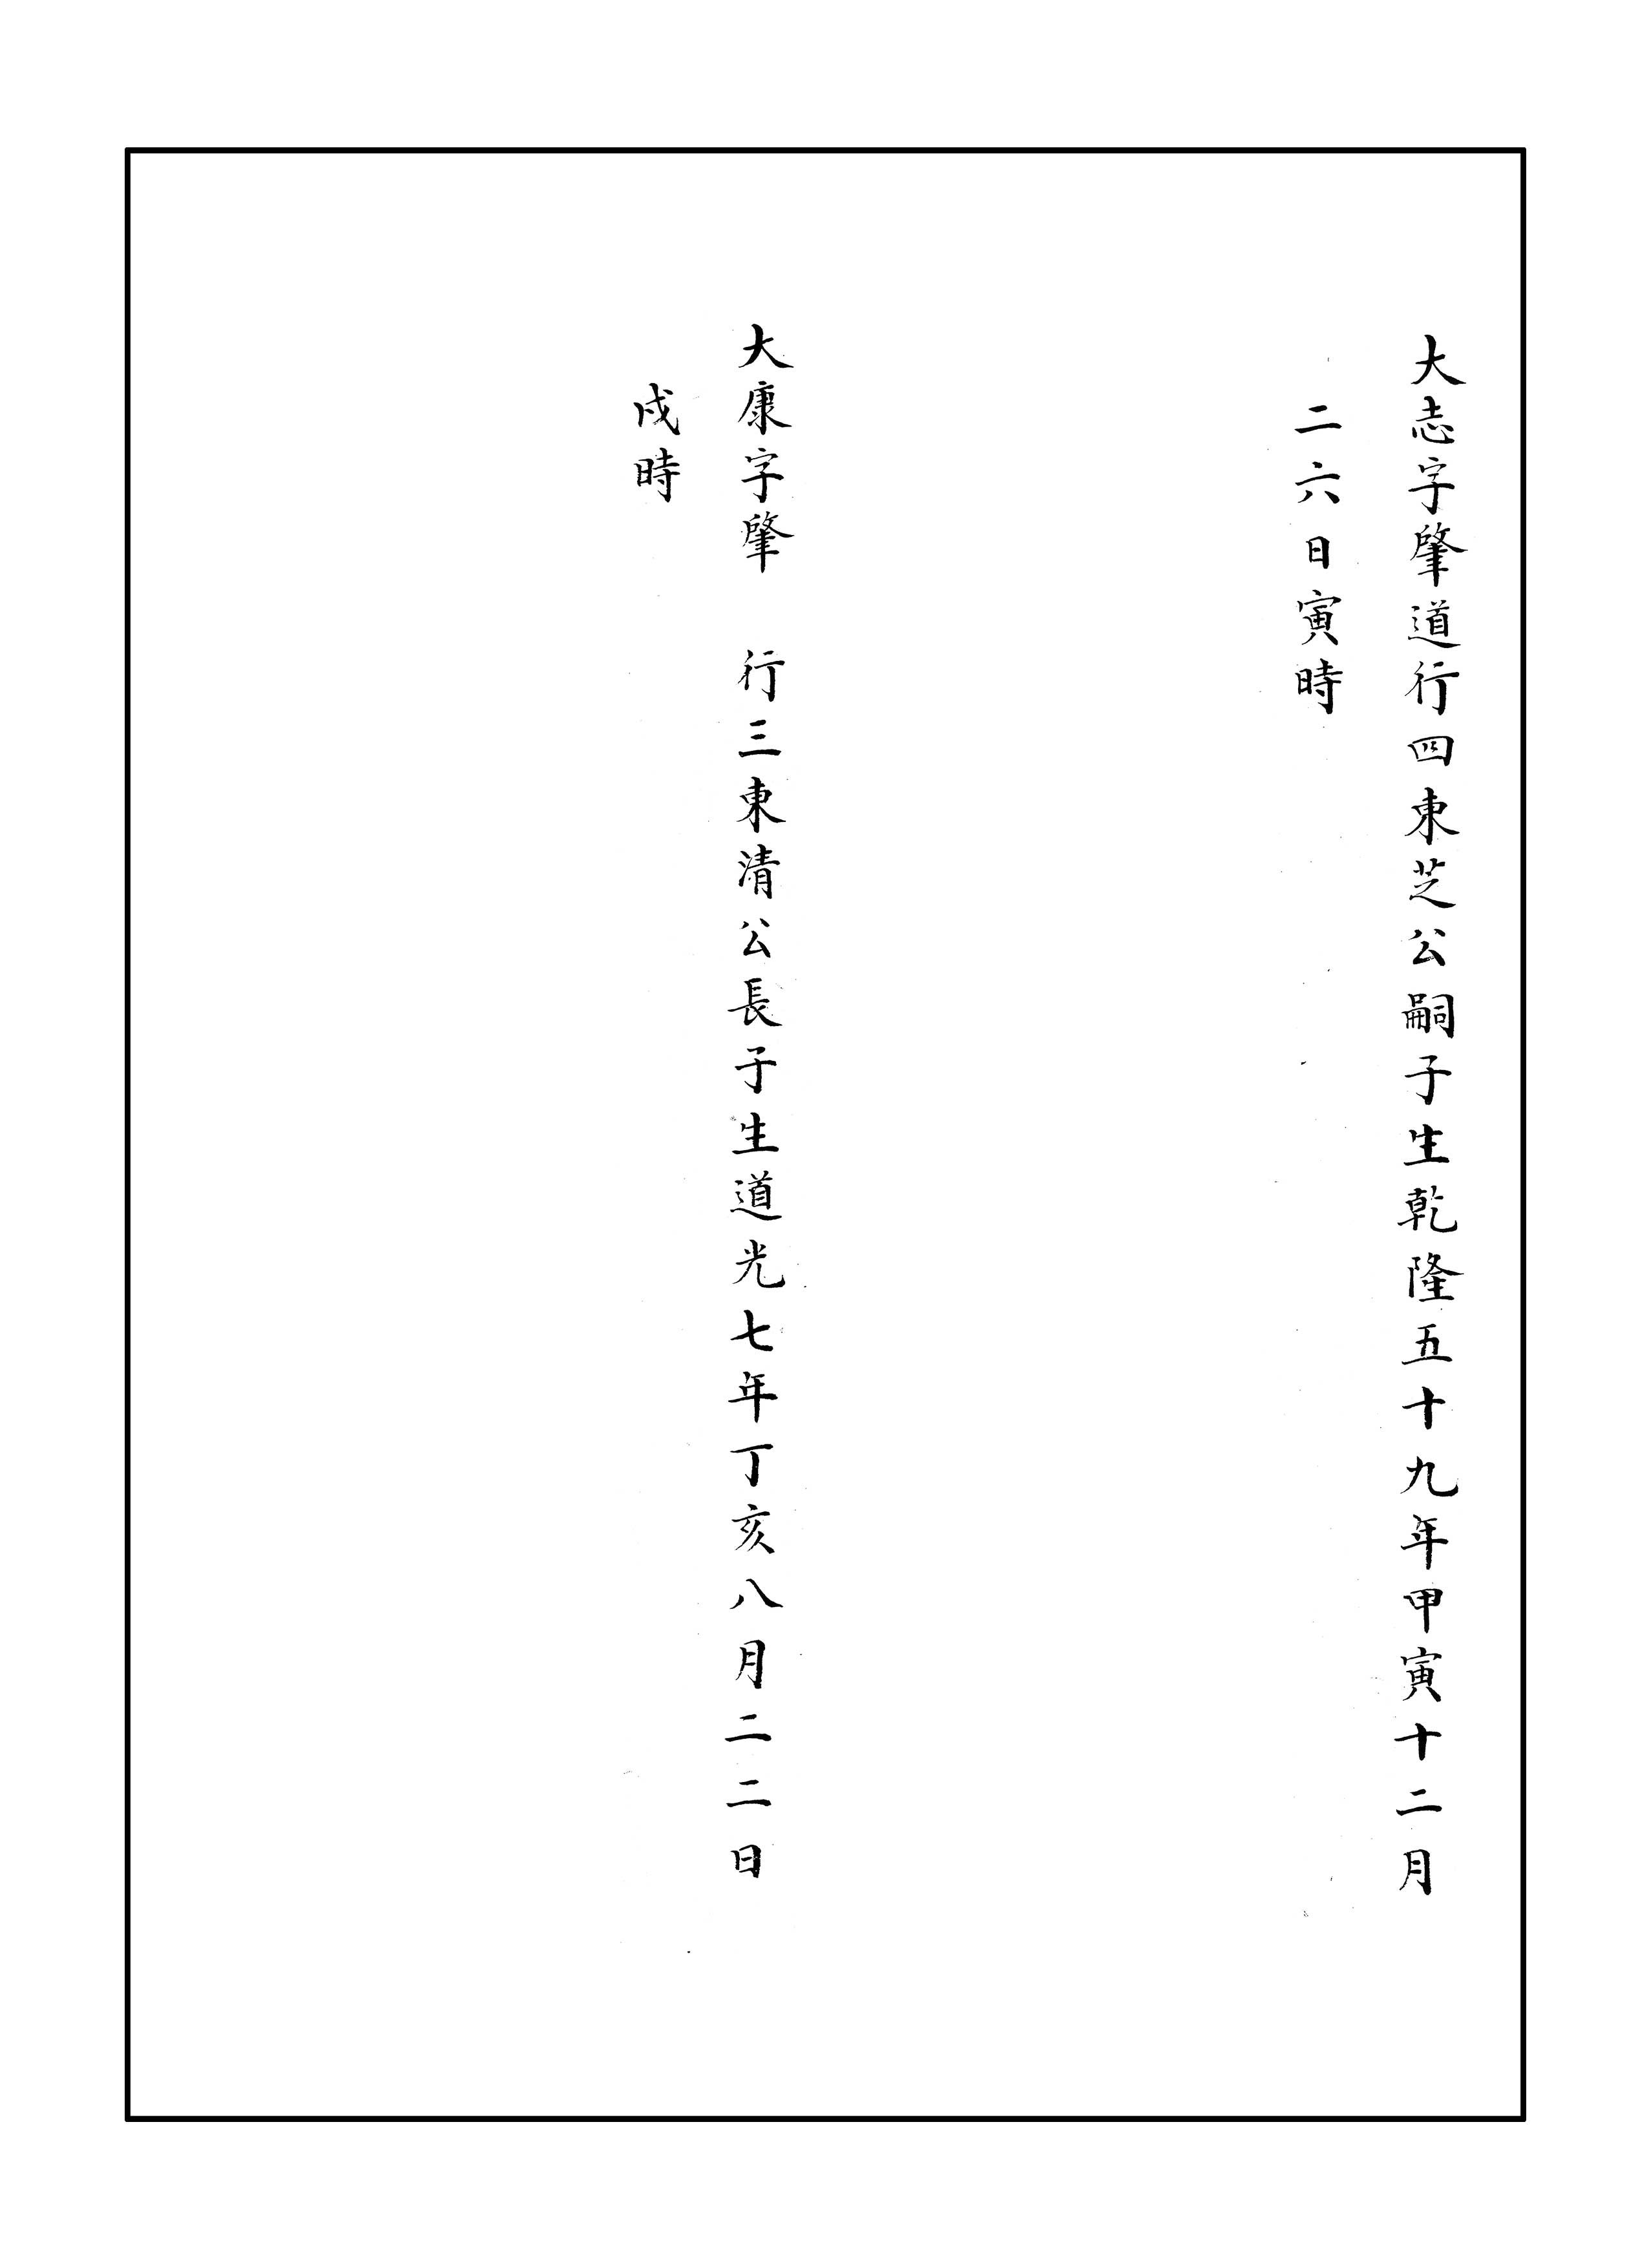 大志字肇道行四東芝公嗣子生乾隆五十九年甲寅十二月
二六日寅時
大康字肇　行三東清公長子生道光七年丁亥八月二二日
戌時